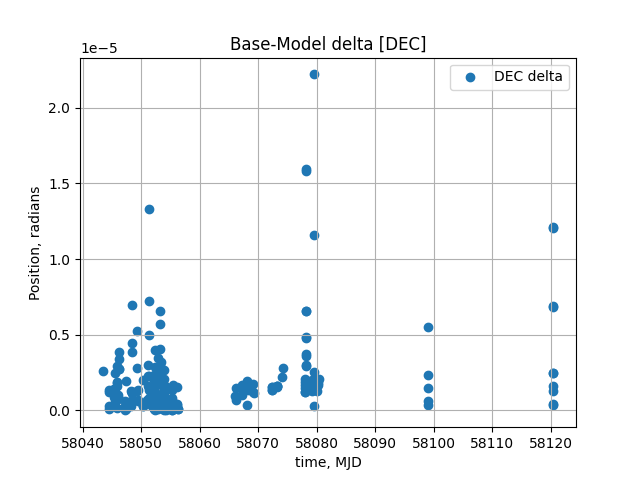 Base-Model delta [DEC]
1e−5
DEC delta
2.0
1.5
1.0
0.5
0.0
Position, radians
58040 58050 58060 58070 58080 58090 58100 58110 58120
time, MJD